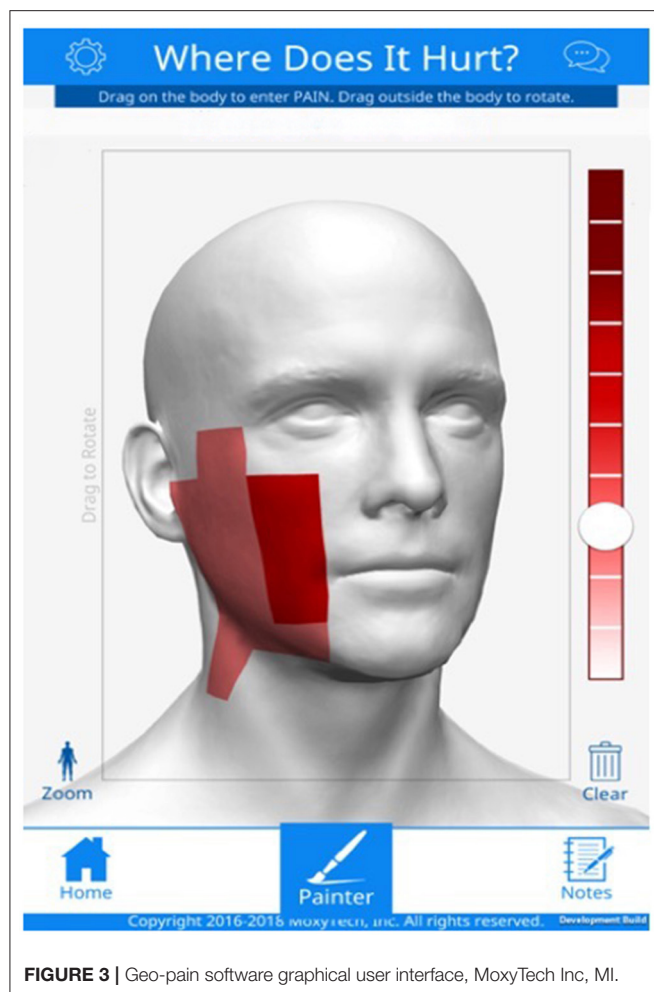 Where Does It Hurt?
Drag on the body to enter PAIN. Drag outside the body to rotate.
Drag to Rotate
Zoom
Clear
Home
Painter
Notes
Copyright 2016-2018 MoxyTech, Inc. All rights reserved.
Development Build
FIGURE 3 | Geo-pain software graphical user interface, MoxyTech Inc, MI.